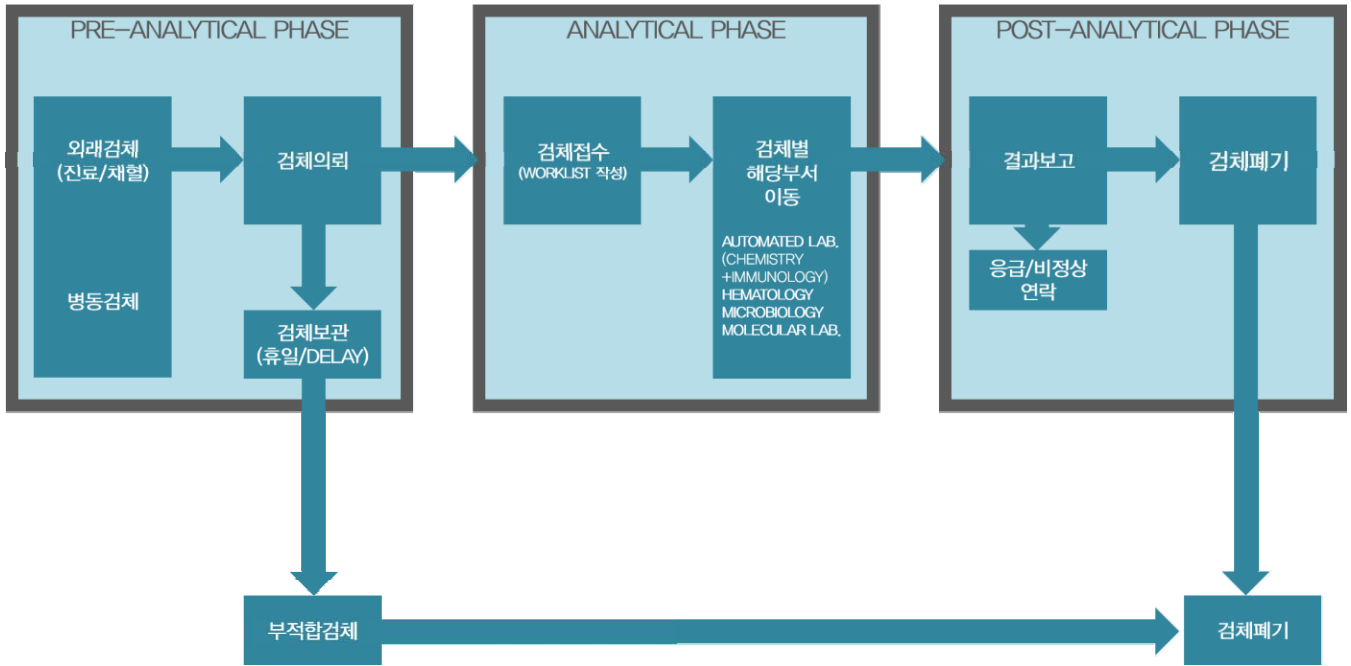 PRE-ANALYTICAL PHASE
외래검체
(진료/채혈)
병동검체
검체의뢰
검체보관
(휴일/DELAY)
ANALYTICAL PHASE
검체접수
(WORKLIST 작성)
검체별
해당부서
이동
AUTOMATED LAB.
(CHEMISTRY
+IMMUNOLOGY)
HEMATOLOGY
MICROBIOLOGY
MOLECULAR LAB.
POST-ANALYTICAL PHASE
결과보고
응급/비정상
연락
검체폐기
부적합검체
검체폐기